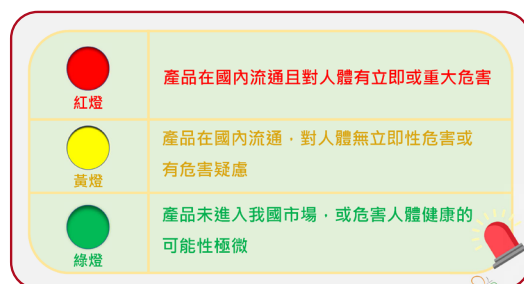 紅燈
產品在國內流通且對人體有立即或重大危害
黃燈
產品在國內流通，對人體無立即性危害或
有危害疑慮
綠燈
產品未進入我國市場，或危害人體健康的
可能性極微